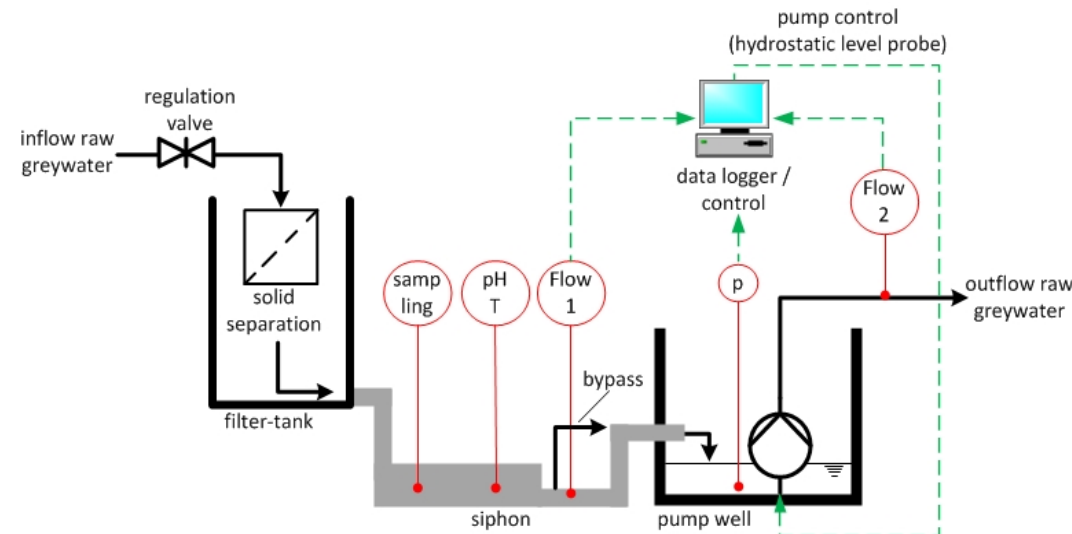 pump control
(hydrostatic level probe)
regulation
valve
inflow raw
greywater
data logger /
control
Flow
2
solid
separation
samp
ling
pH
T
Flow
1
p
outflow raw
greywater
bypass
filter-tank
siphon
pump well